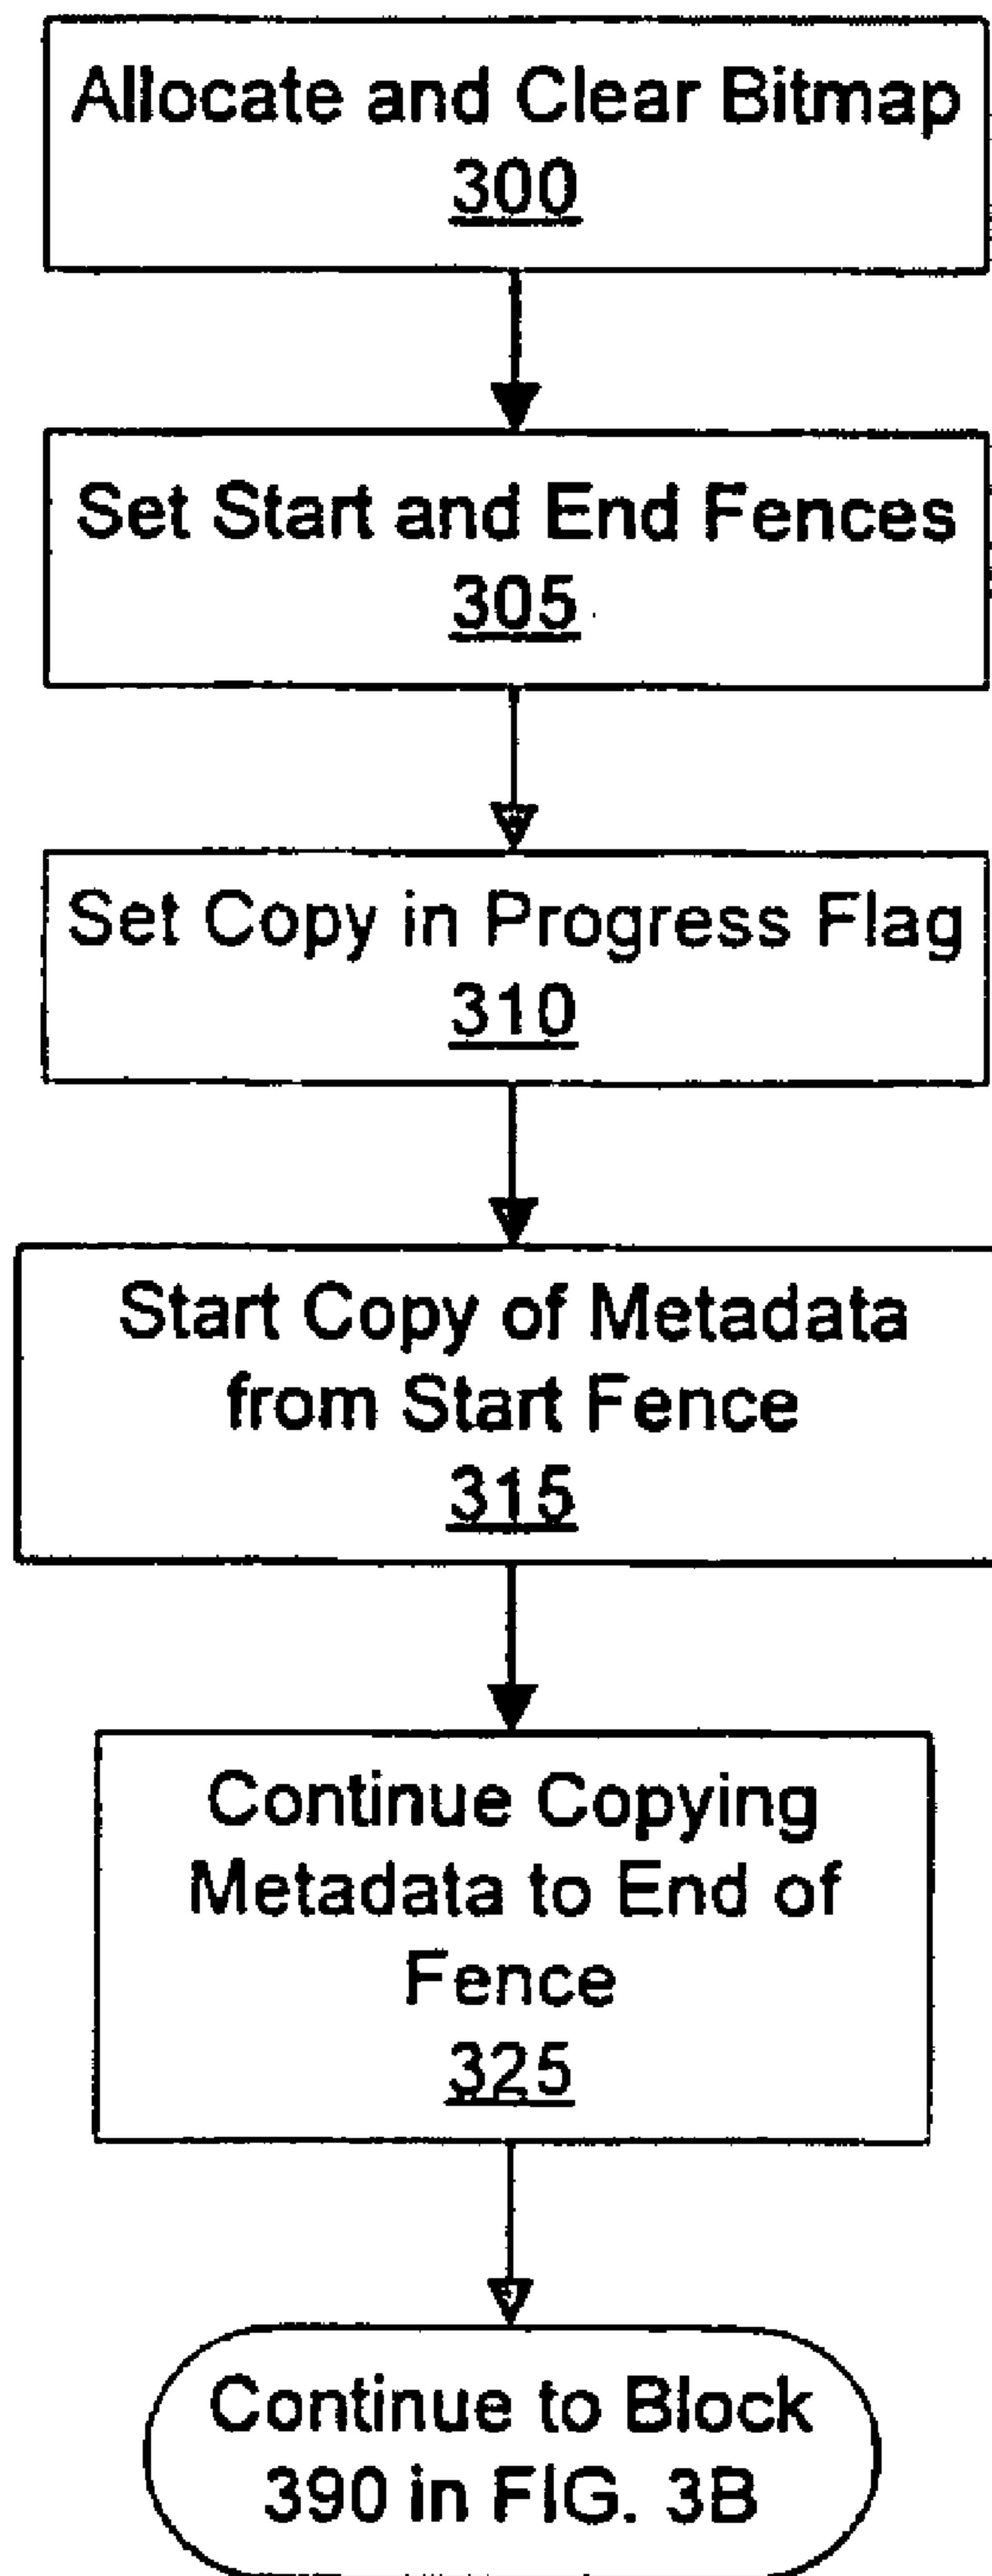 Allocate and Clear Bitmap
300
Set Start and End Fences
305
Set Copy in Progress Flag
310
Start Copy of Metadata
from Start Fence
315
Continue Copying
Metadata to End of
Fence
325
Continue to Block
390 in FIG. 3B